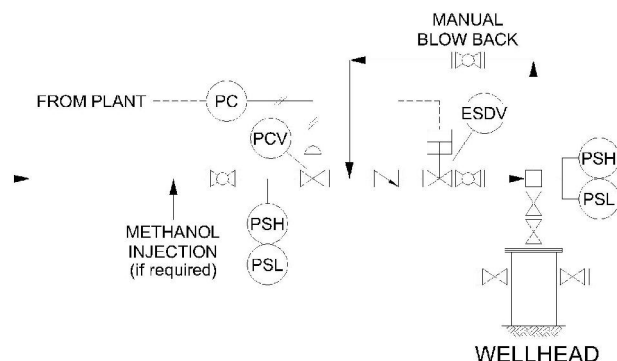 MANUAL
BLOW BACK
FROM PLANT
PC
ESDV
PCV
PSH
PSL
METHANOL
INJECTION
(if required)
PSH
PSL
WELLHEAD